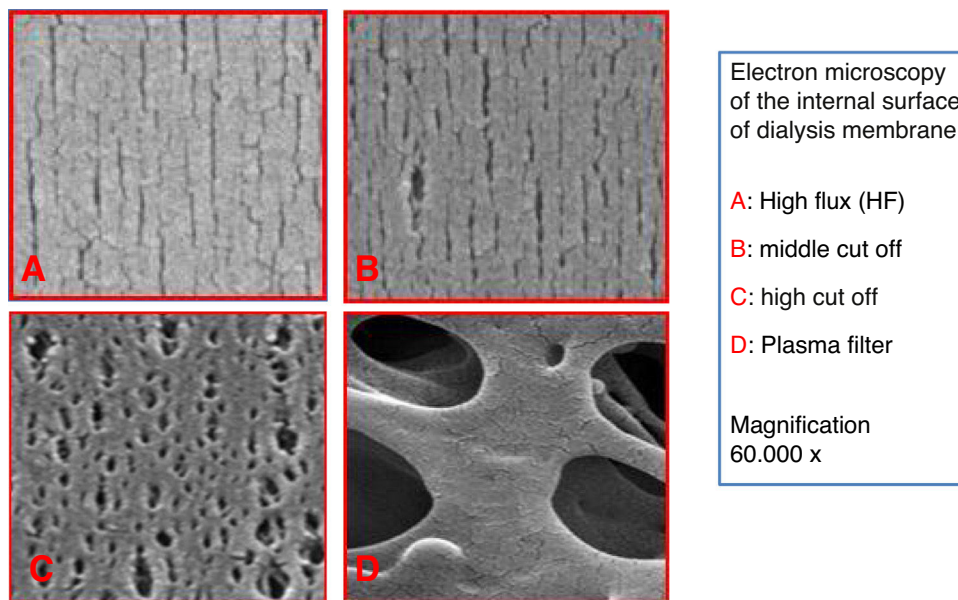 A
B
C
D
Electron microscopy
of the internal surface
of dialysis membrane
A: High flux (HF)
B: middle cut off
C: high cut off
D: Plasma filter
Magnification
60.000 x